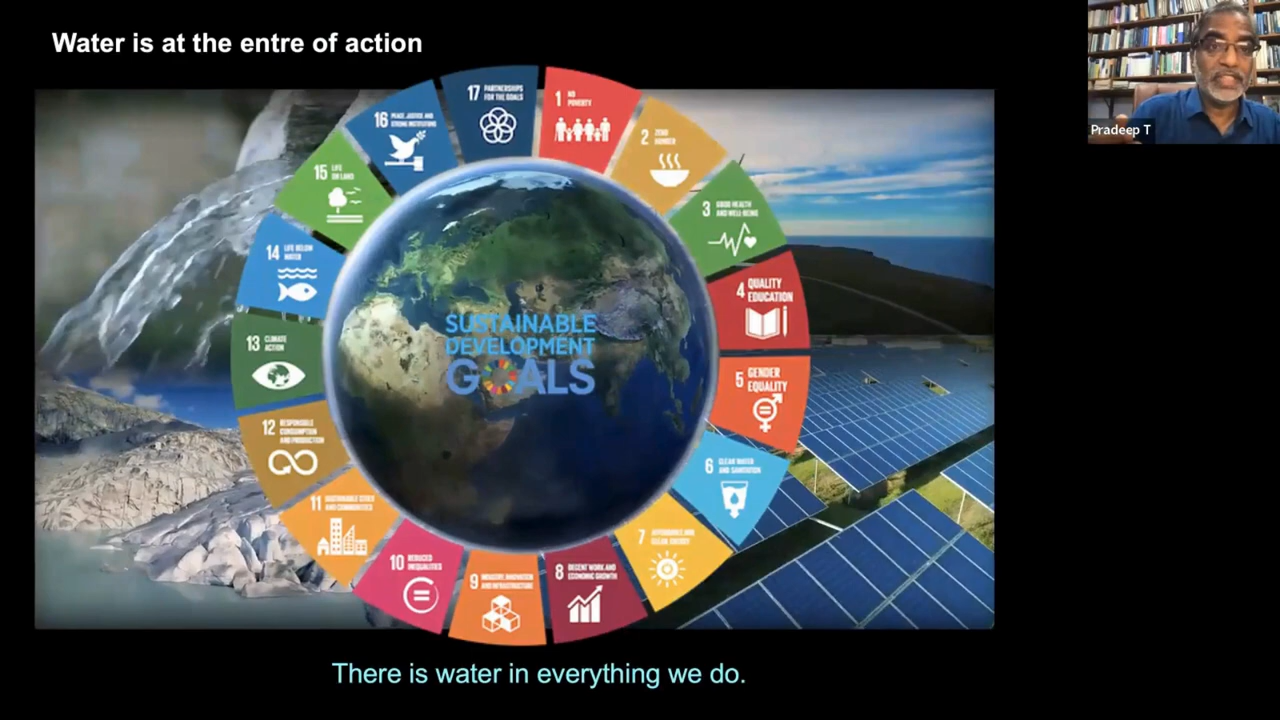 Water is at the entre of action
Pradeep T
17 PARTNERSHIPS
FOR THE GOALS
1 NO
POVERTY
2 ZERO
HUNGER
3 GOOD HEALTH
AND WELL-BEING
4 QUALITY
EDUCATION
5 GENDER
EQUALITY
6 CLEAN WATER
AND SANITATION
7 AFFORDABLE AND
CLEAN ENERGY
8 DECENT WORK AND
ECONOMIC GROWTH
9 INDUSTRY, INNOVATION
AND INFRASTRUCTURE
10 REDUCED
INEQUALITIES
11 SUSTAINABLE CITIES
AND COMMUNITIES
12 RESPONSIBLE
CONSUMPTION
AND PRODUCTION
13 CLIMATE
ACTION
14 LIFE BELOW
WATER
15 LIFE
ON LAND
16 PEACE, JUSTICE AND
STRONG INSTITUTIONS
SUSTAINABLE
DEVELOPMENT
GOALS
There is water in everything we do.